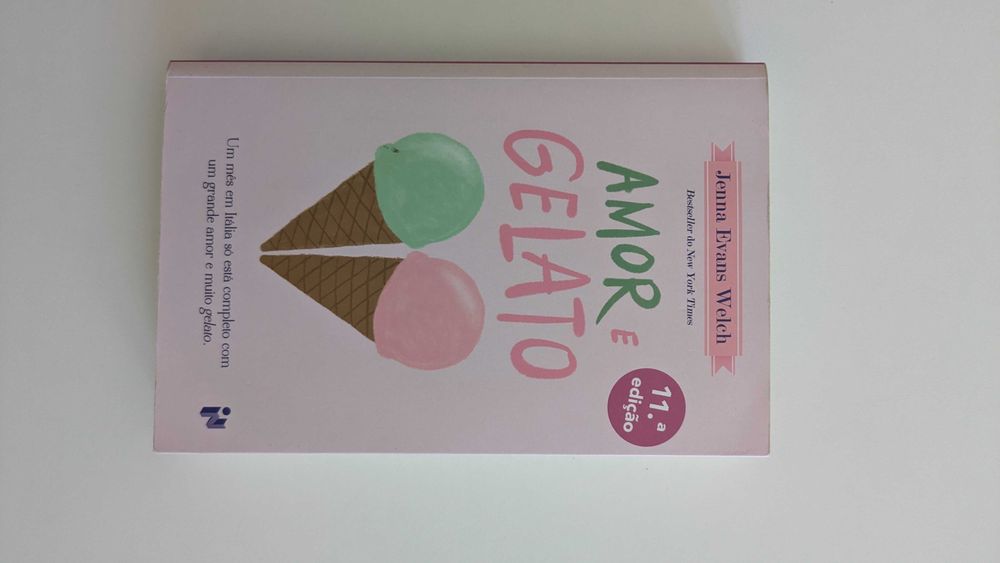 Jenna Evans Welch
Bestseller do New York Times
AMOR E
GELATO
11.ª
edição
Um mês em Itália só está completo com
um grande amor e muito gelato.